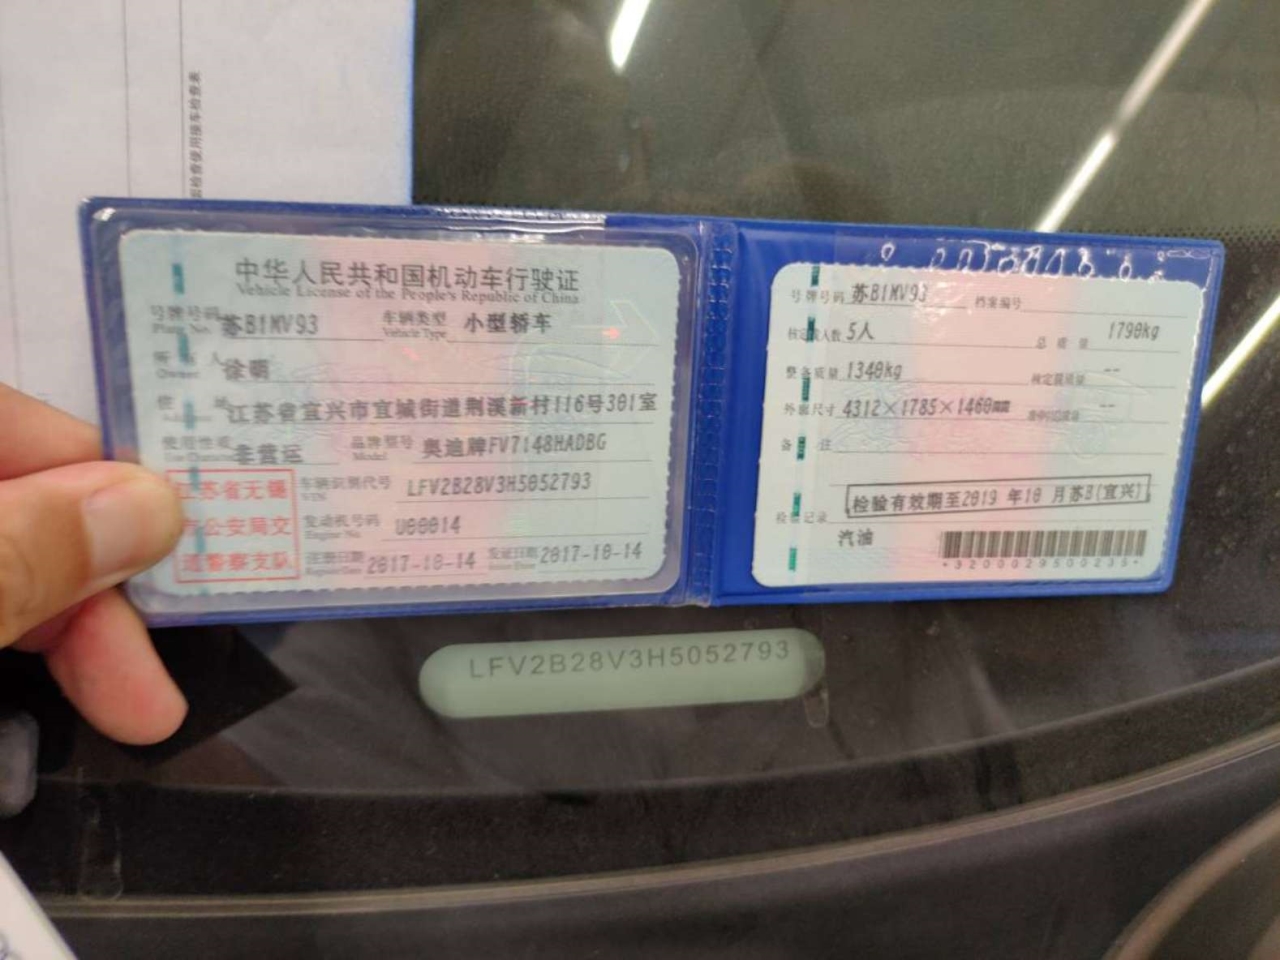 中华人民共和国机动车行驶证
Vehicle License of the People's Republic of China
号牌号码 苏B1MV93 车辆类型 小型轿车
Plate No. Vehicle Type
所 人 徐明
Owner
住 址 江苏省宜兴市宜城街道荆溪新村116号301室
使用性质 非营运 品牌型号 奥迪牌FV7148HADBG
Model
江苏省无锡
市公安局交
通警察支队
车辆识别代号 LFV2B28V3H5052793
VIN
发动机号码 U00014
Engine No.
注册日期 2017-10-14 发证日期 2017-10-14
Register Date Issue Date
号牌号码 苏B1MV93 档案编号
核定载人数 5人 总 质 量 1790kg
整备质量 1340kg 核定载质量 --
外廓尺寸 4312×1785×1460mm --
备 注
检验有效期至2019 年10 月苏B(宜兴)
检验记录
汽油
*3200029500235*
LFV2B28V3H5052793